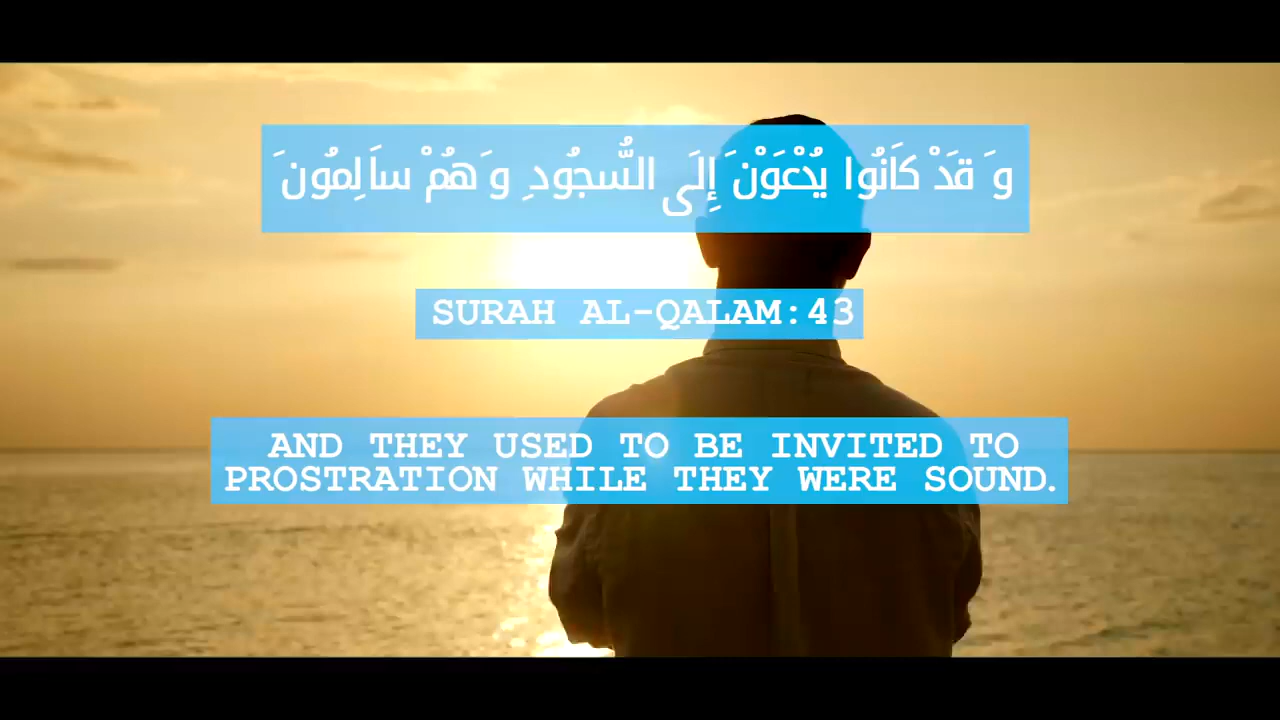 وَقَدْ كَانُوا يُدْعَوْنَ إِلَى السُّجُودِ وَهُمْ سَالِمُونَ
SURAH AL-QALAM:43
AND THEY USED TO BE INVITED TO
PROSTRATION WHILE THEY WERE SOUND.